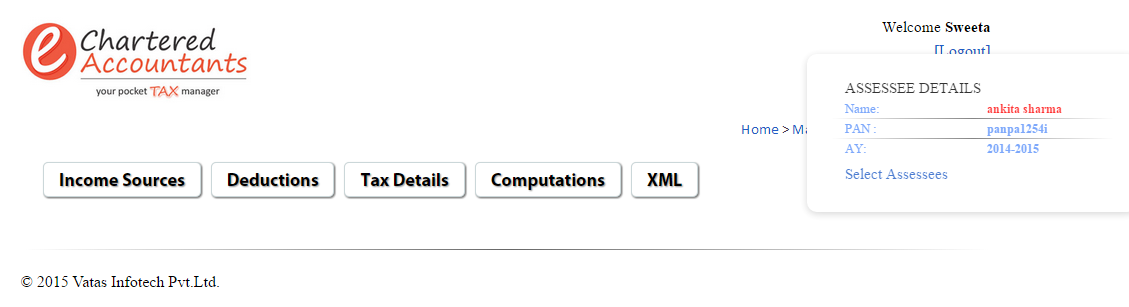 Welcome Sweeta
[Logout]
e Chartered
Accountants
your pocket TAX manager
ASSESSEE DETAILS
Name: ankita sharma
PAN : panpa1254i
AY: 2014-2015
Select Assessees
Home >
Income Sources Deductions Tax Details Computations XML
© 2015 Vatas Infotech Pvt.Ltd.